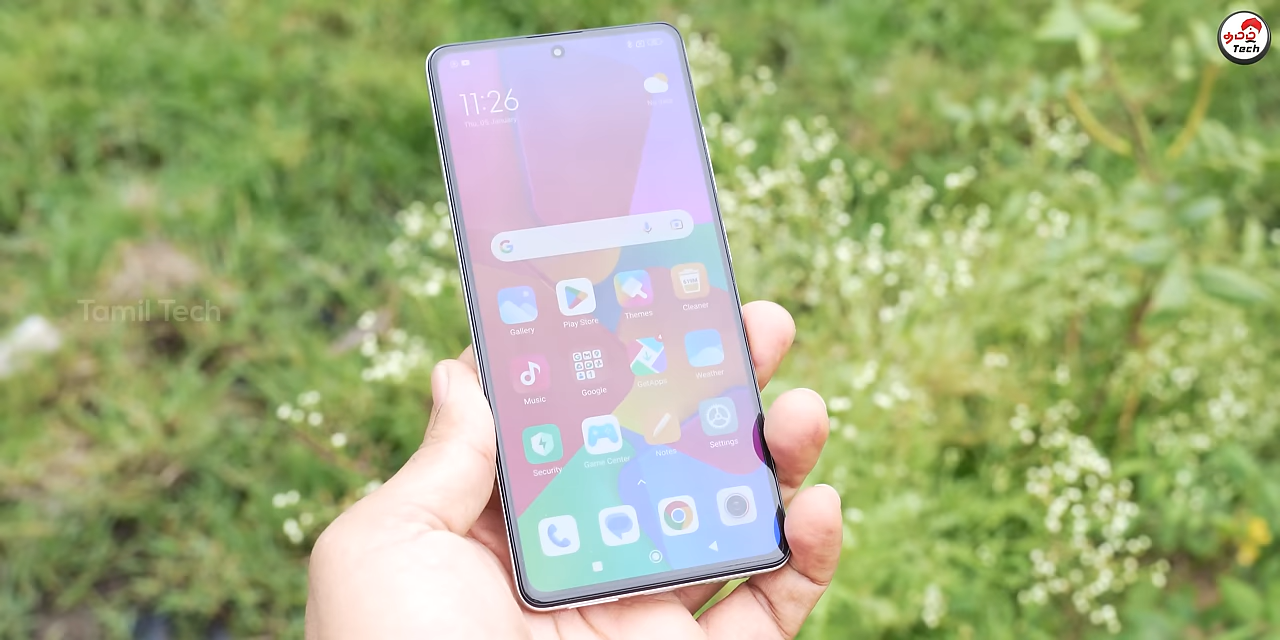 தமிழ்
Tech
11:26
Tamil Tech
Gallery
Play Store
Themes
Cleaner
Music
Google
GetApps
Weather
Security
Game Center
Notes
Settings